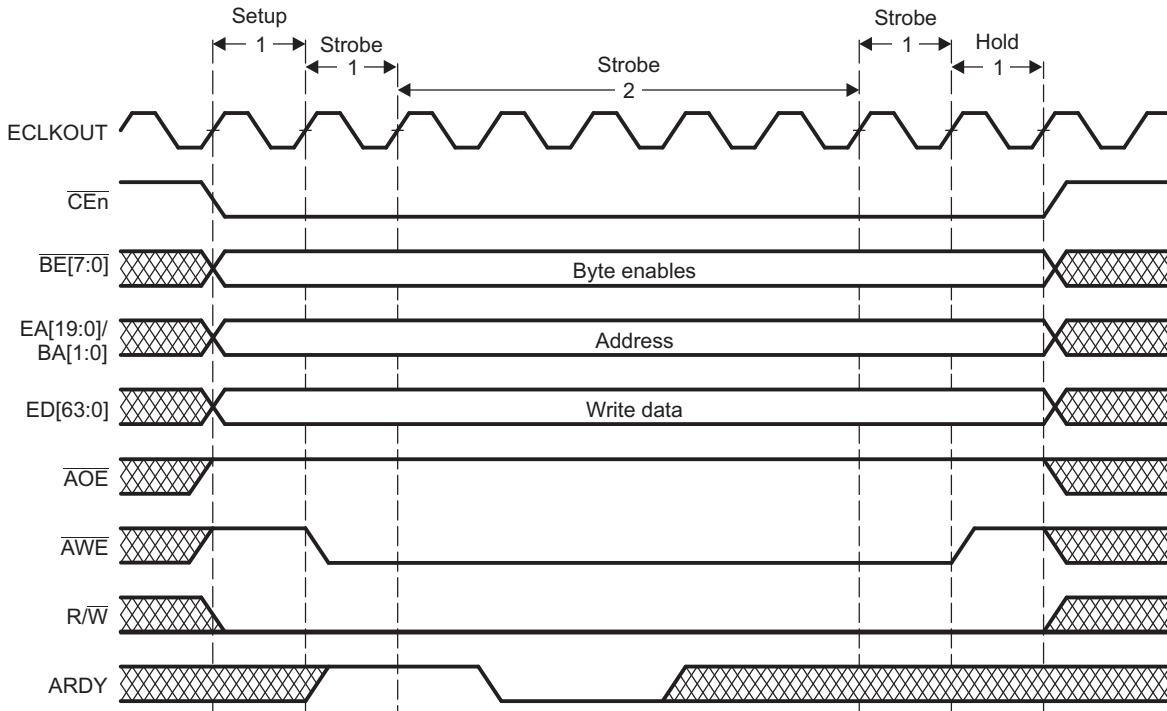 Setup
1
Strobe
1
Strobe
2
Strobe
1
Hold
1
ECLKOUT
CEn
BE[7:0]
Byte enables
EA[19:0]/
BA[1:0]
Address
ED[63:0]
Write data
AOE
AWE
R/W
ARDY